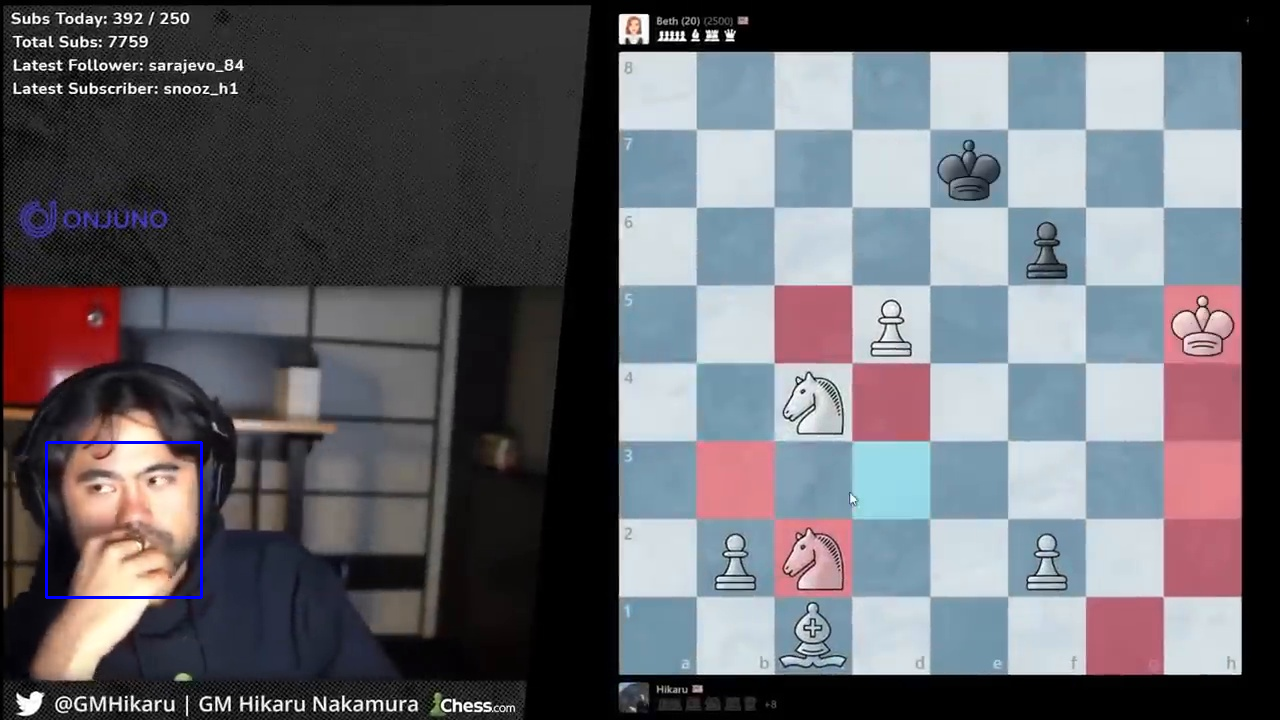 Subs Today: 392 / 250
Total Subs: 7759
Latest Follower: sarajevo_84
Latest Subscriber: snooz_h1
ONJUNO
Beth (20) (2500)
8
7
6
5
4
3
2
1
a b c d e f g h
Hikaru
+8
@GMHikaru | GM Hikaru Nakamura Chess.com